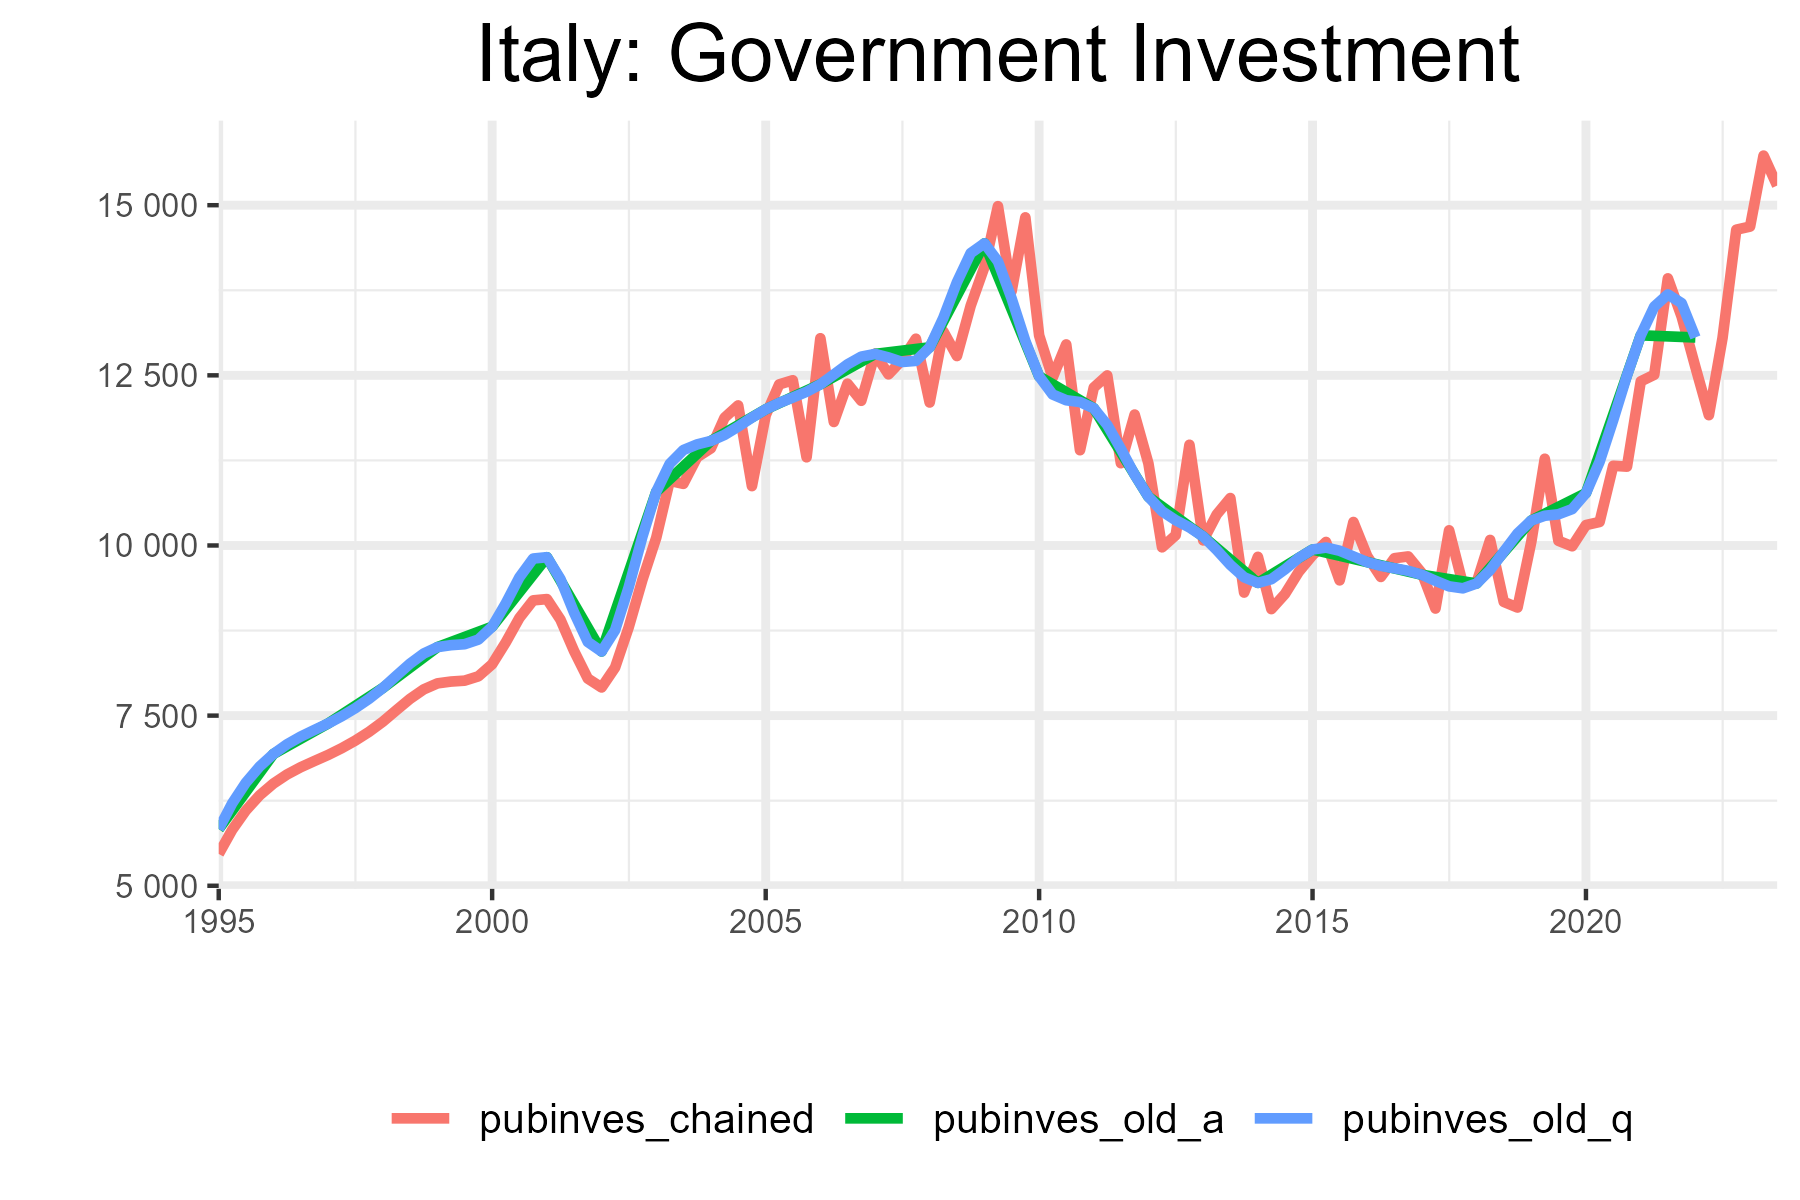 Italy: Government Investment
15 000
12 500
10 000
7 500
5 000
1995 2000 2005 2010 2015 2020
pubinves_chained pubinves_old_a pubinves_old_q